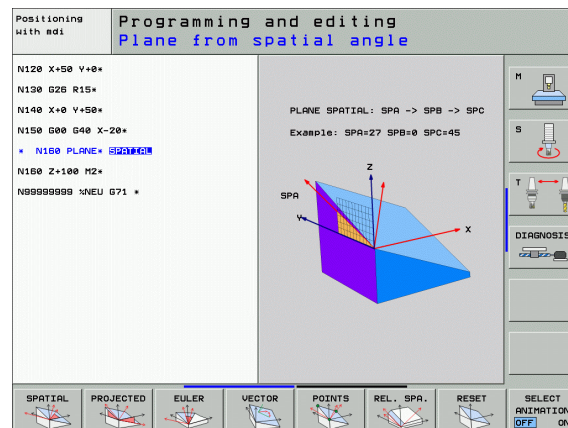 Positioning
with mdi
Programming and editing
Plane from spatial angle
N120 X+50 Y+0*
N130 G26 R15*
N140 X+0 Y+50*
N150 G00 G40 X-20*
* N160 PLANE* SPATIAL
N160 Z+100 M2*
N99999999 %NEU G71 *
PLANE SPATIAL: SPA -> SPB -> SPC
Example: SPA=27 SPB=0 SPC=45
Z
SPA
Y
X
M
S
T
DIAGNOSIS
SPATIAL
PROJECTED
EULER
VECTOR
POINTS
REL. SPA.
RESET
SELECT
ANIMATION
OFF ON